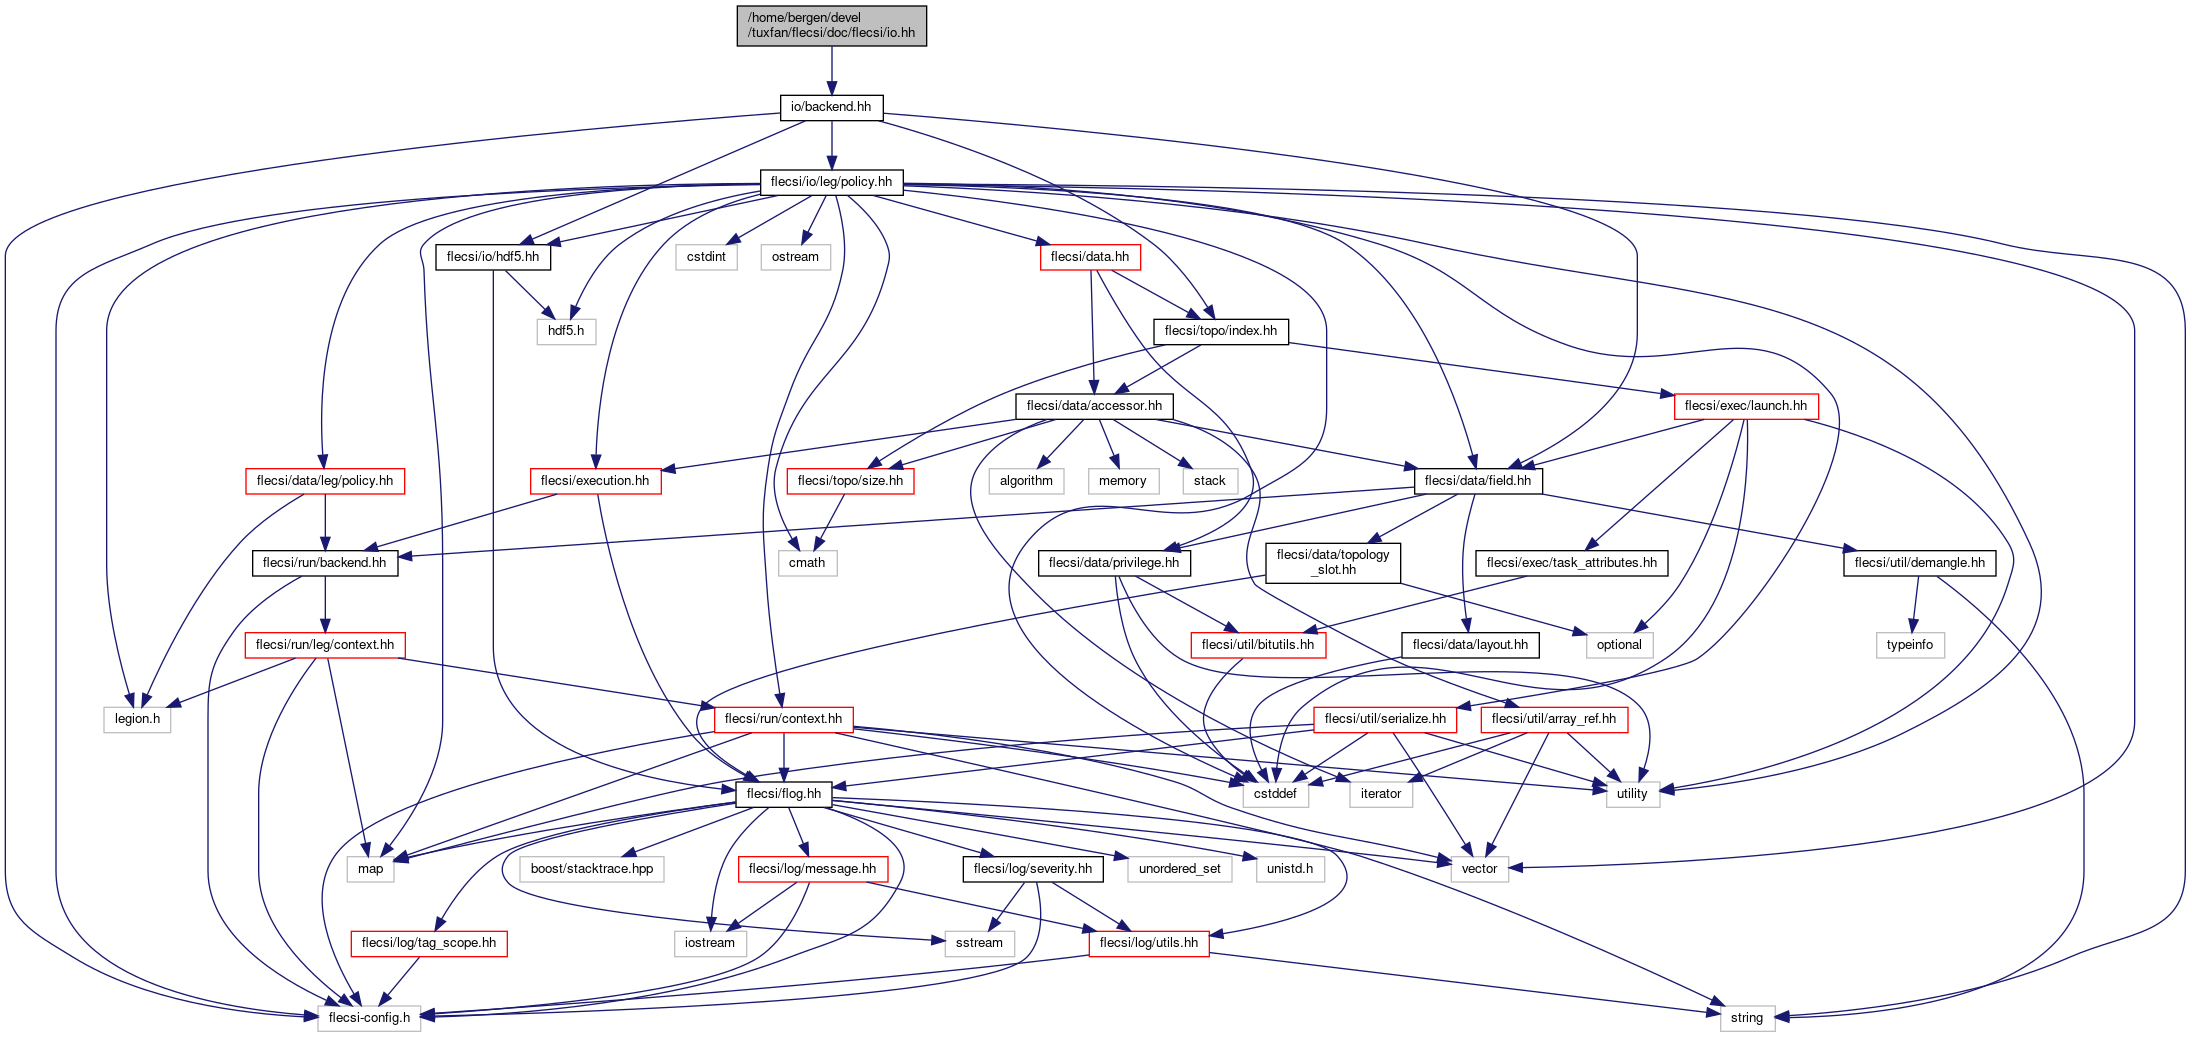 /home/bergen/devel
/tuxfan/flecsi/doc/flecsi/io.hh
io/backend.hh
flecsi/io/leg/policy.hh
flecsi/io/hdf5.hh
cstdint
ostream
flecsi/data.hh
hdf5.h
flecsi/topo/index.hh
flecsi/data/accessor.hh
flecsi/exec/launch.hh
flecsi/data/leg/policy.hh
flecsi/execution.hh
flecsi/topo/size.hh
algorithm
memory
stack
flecsi/data/field.hh
flecsi/run/backend.hh
cmath
flecsi/data/privilege.hh
flecsi/data/topology
_slot.hh
flecsi/exec/task_attributes.hh
flecsi/util/demangle.hh
flecsi/run/leg/context.hh
flecsi/util/bitutils.hh
flecsi/data/layout.hh
optional
typeinfo
legion.h
flecsi/run/context.hh
flecsi/util/serialize.hh
flecsi/util/array_ref.hh
flecsi/flog.hh
cstddef
iterator
utility
map
boost/stacktrace.hpp
flecsi/log/message.hh
flecsi/log/severity.hh
unordered_set
unistd.h
vector
flecsi/log/tag_scope.hh
iostream
sstream
flecsi/log/utils.hh
flecsi-config.h
string